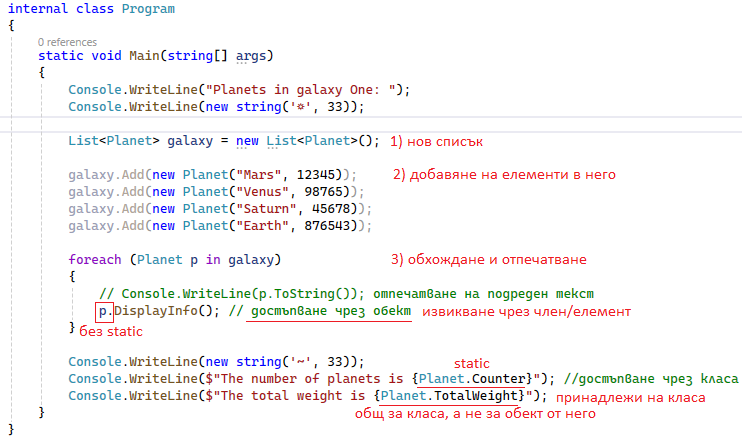 internal class Program
{
0 references
static void Main(string[] args)
{
Console.WriteLine("Planets in galaxy One: ");
Console.WriteLine(new string('☼', 33));
List<Planet> galaxy = new List<Planet>(); 1) нов списък
galaxy.Add(new Planet("Mars", 12345)); 2) добавяне на елементи в него
galaxy.Add(new Planet("Venus", 98765));
galaxy.Add(new Planet("Saturn", 45678));
galaxy.Add(new Planet("Earth", 876543));
foreach (Planet p in galaxy) 3) обхождане и отпечатване
{
// Console.WriteLine(p.ToString()); отпечатване на подреден текст
p.DisplayInfo(); // достъпване чрез обект извикване чрез член/елемент
} без static
Console.WriteLine(new string('~', 33)); static
Console.WriteLine($"The number of planets is {Planet.Counter}"); //достъпване чрез класа
Console.WriteLine($"The total weight is {Planet.TotalWeight}"); принадлежи на класа
} общ за класа, а не за обект от него
}